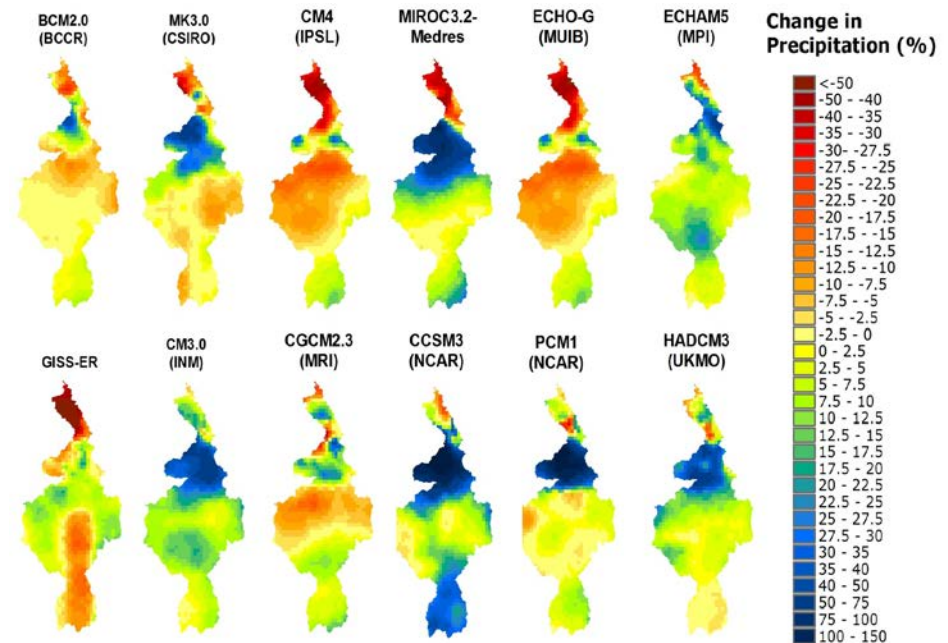 BCM2.0
(BCCR)
MK3.0
(CSIRO)
CM4
(IPSL)
MIROC3.2-
Medres
ECHO-G
(MUIB)
ECHAM5
(MPI)
GISS-ER
CM3.0
(INM)
CGCM2.3
(MRI)
CCSM3
(NCAR)
PCM1
(NCAR)
HADCM3
(UKMO)
Change in
Precipitation (%)
<-50
-50 - -40
-40 - -35
-35 - -30
-30- -27.5
-27.5 - -25
-25 - -22.5
-22.5 - -20
-20 - -17.5
-17.5 - -15
-15 - -12.5
-12.5 - -10
-10 - -7.5
-7.5 - -5
-5 - -2.5
-2.5 - 0
0 - 2.5
2.5 - 5
5 - 7.5
7.5 - 10
10 - 12.5
12.5 - 15
15 - 17.5
17.5 - 20
20 - 22.5
22.5 - 25
25 - 27.5
27.5 - 30
30 - 35
35 - 40
40 - 50
50 - 75
75 - 100
100 - 150